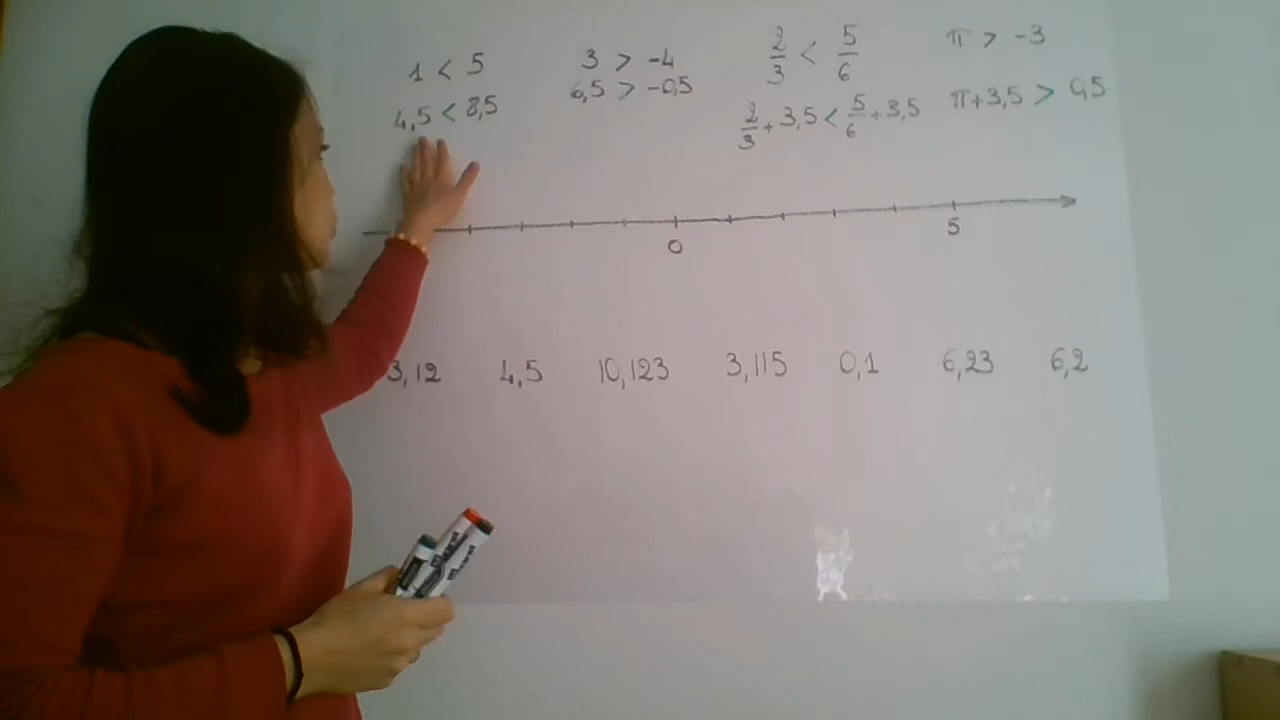 1 < 5
4,5 < 8,5
3 > -4
6,5 > -0,5
2/3 < 5/6
2/3 + 3,5 < 5/6 + 3,5
π > -3
π+3,5 > 0,5
0
5
3,12 4,5 10,123 3,115 0,1 6,23 6,2